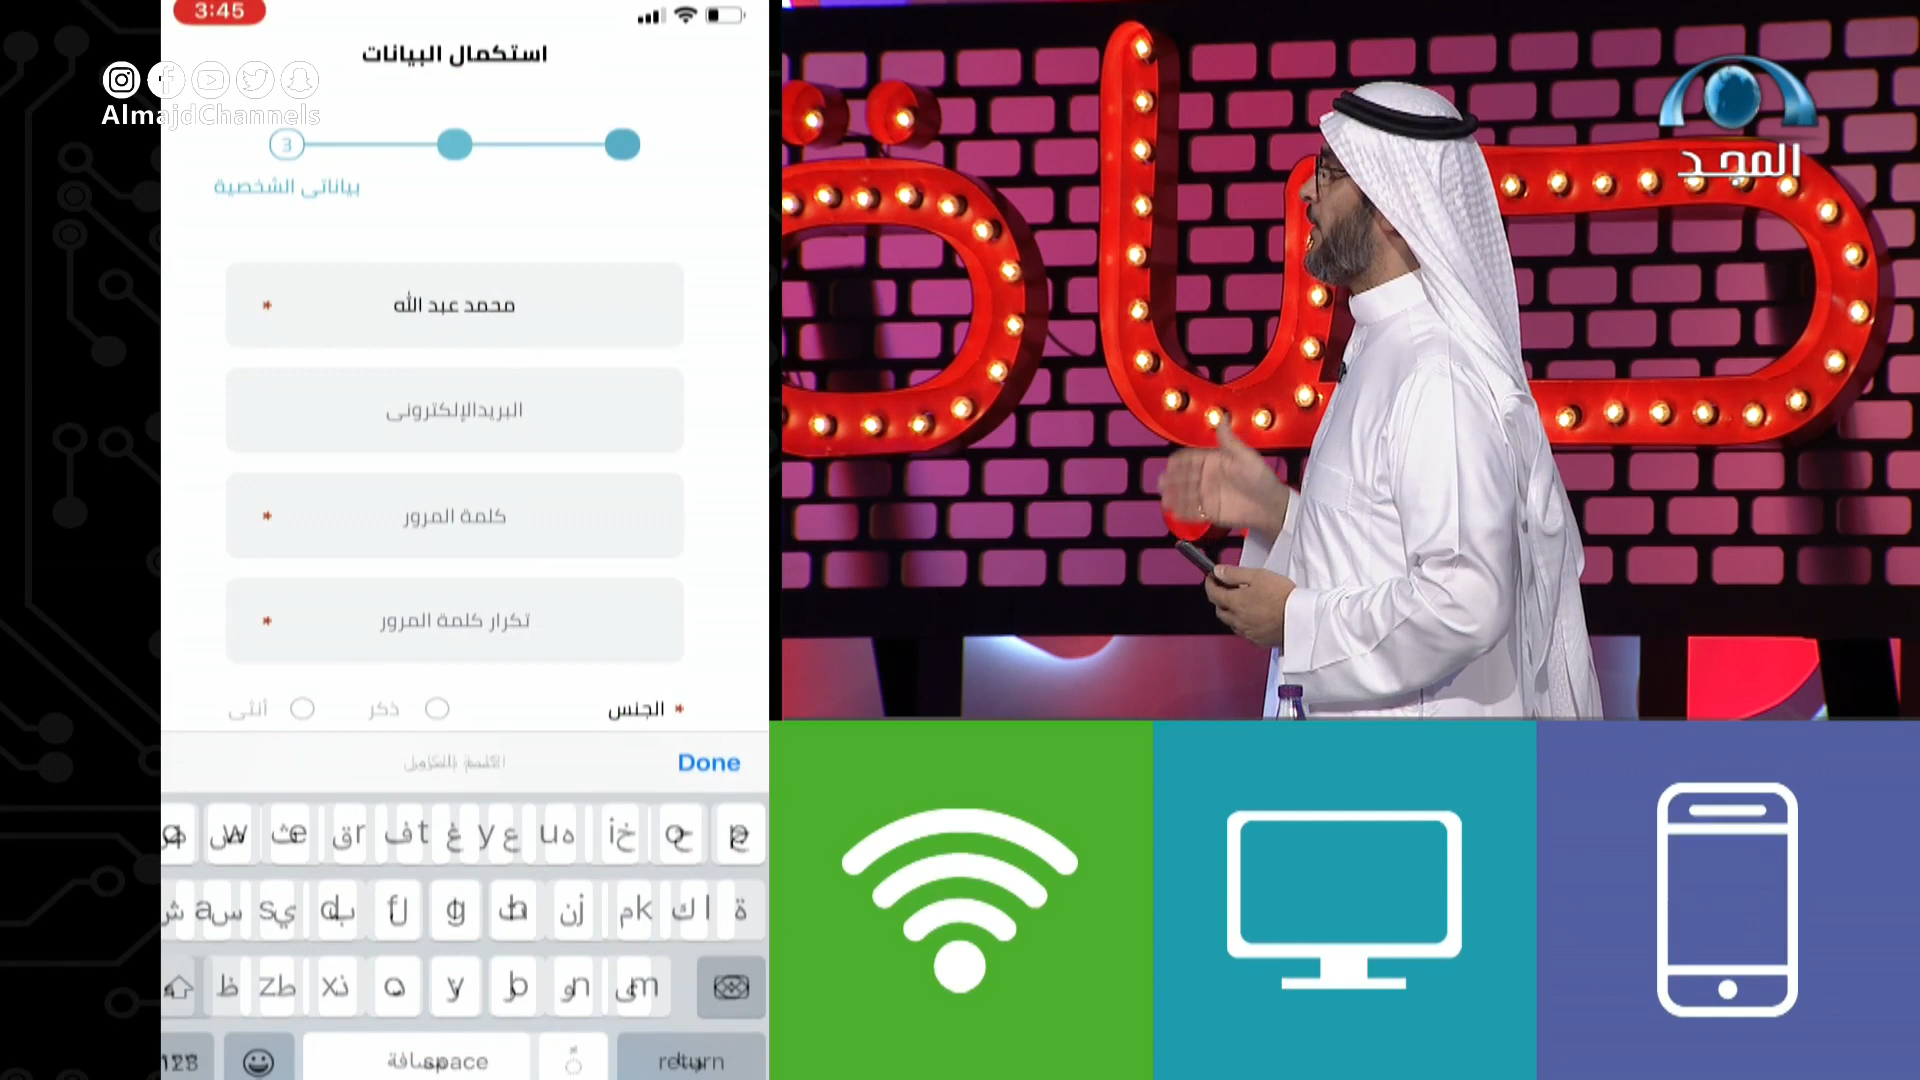 3:45
استكمال البيانات
AlmajdChannels
3
بياناتى الشخصية
محمد عبد الله *
البريدالإلكترونى
كلمة المرور *
تكرار كلمة المرور *
* الجنس
ذكر
أنثى
Done
المجد
space
return